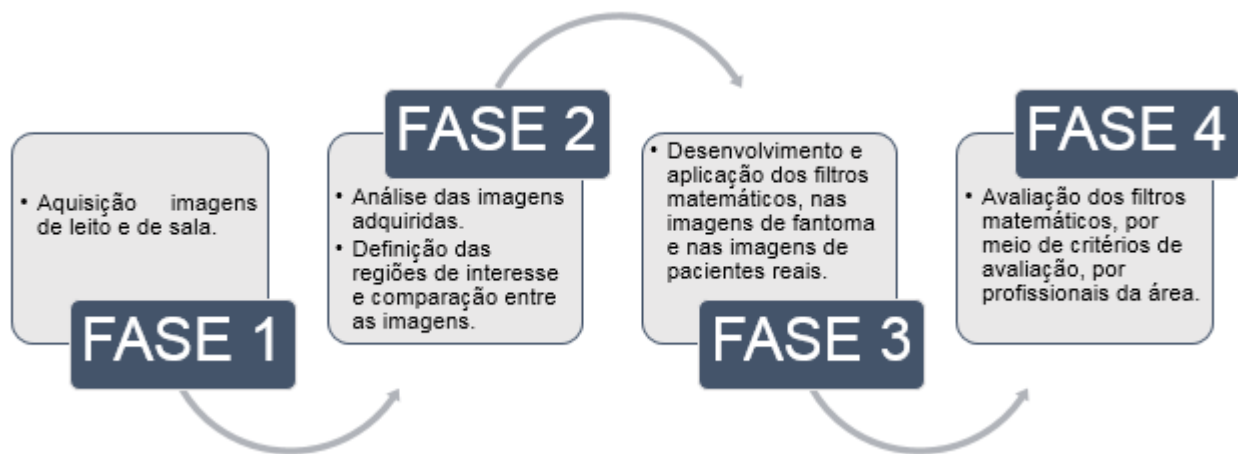 • Aquisição imagens
de leito e de sala.
FASE 1
FASE 2
• Análise das imagens
adquiridas.
• Definição das
regiões de interesse
e comparação entre
as imagens.
• Desenvolvimento e
aplicação dos filtros
matemáticos, nas
imagens de fantoma
e nas imagens de
pacientes reais.
FASE 3
FASE 4
• Avaliação dos filtros
matemáticos, por
meio de critérios de
avaliação, por
profissionais da área.